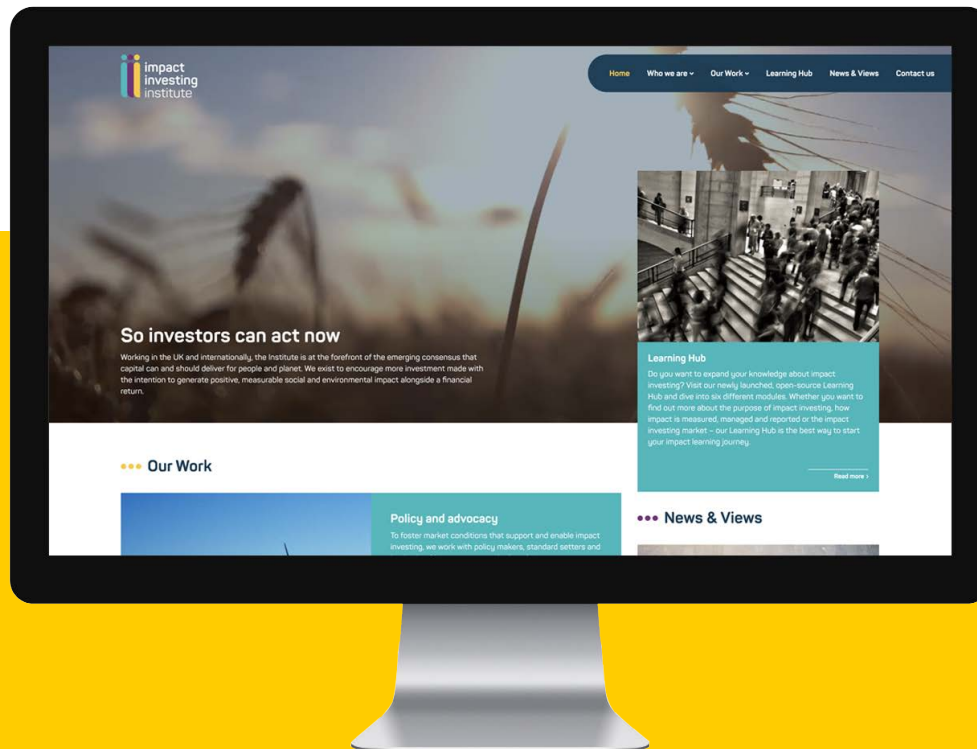 impact
investing
institute
Home Who we are Our Work Learning Hub News & Views Contact us
So investors can act now
Working in the UK and internationally, the Institute is at the forefront of the emerging consensus that
capital can and should deliver for people and planet. We exist to encourage more investment made with
the intention to generate positive, measurable social and environmental impact alongside a financial
return.
Learning Hub
Do you want to expand your knowledge about impact
investing? Visit our newly launched, open-source Learning
Hub and dive into six different modules. Whether you want to
find out more about the purpose of impact investing, how
impact is measured, managed and reported or the impact
investing market – our Learning Hub is the best way to start
your impact learning journey.
Read more ›
Our Work
Policy and advocacy
To foster market conditions that support and enable impact
investing, we work with policy makers, standard setters and
News & Views